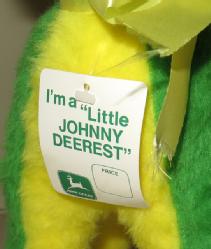 I'm a "Little
JOHNNY
DEEREST"
PRICE